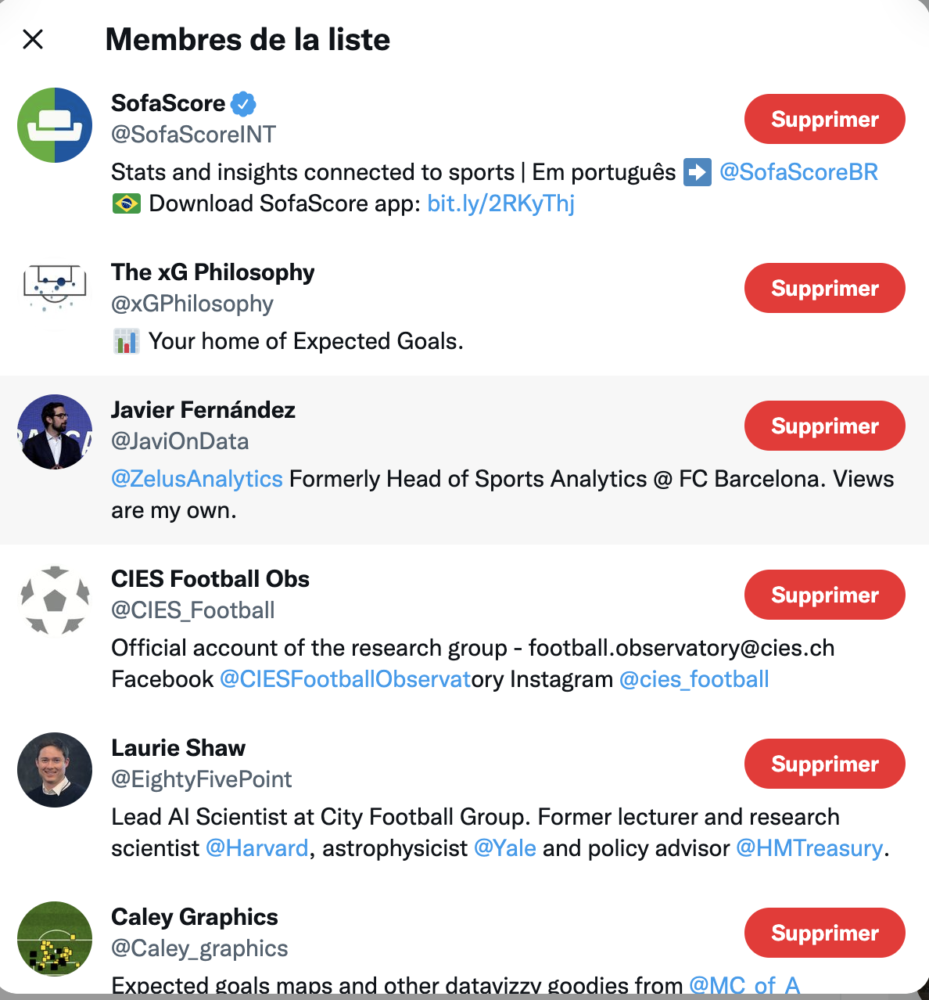 Membres de la liste
SofaScore
@SofaScoreINT
Supprimer
Stats and insights connected to sports | Em português ➡️ @SofaScoreBR
🇧🇷 Download SofaScore app: bit.ly/2RKyThj
The xG Philosophy
@xGPhilosophy
Supprimer
📊 Your home of Expected Goals.
Javier Fernández
@JaviOnData
Supprimer
@ZelusAnalytics Formerly Head of Sports Analytics @ FC Barcelona. Views
are my own.
CIES Football Obs
@CIES_Football
Supprimer
Official account of the research group - football.observatory@cies.ch
Facebook @CIESFootballObservatory Instagram @cies_football
Laurie Shaw
@EightyFivePoint
Supprimer
Lead AI Scientist at City Football Group. Former lecturer and research
scientist @Harvard, astrophysicist @Yale and policy advisor @HMTreasury.
Caley Graphics
@Caley_graphics
Supprimer
Expected goals maps and other datavizzy goodies from @MC_of_A